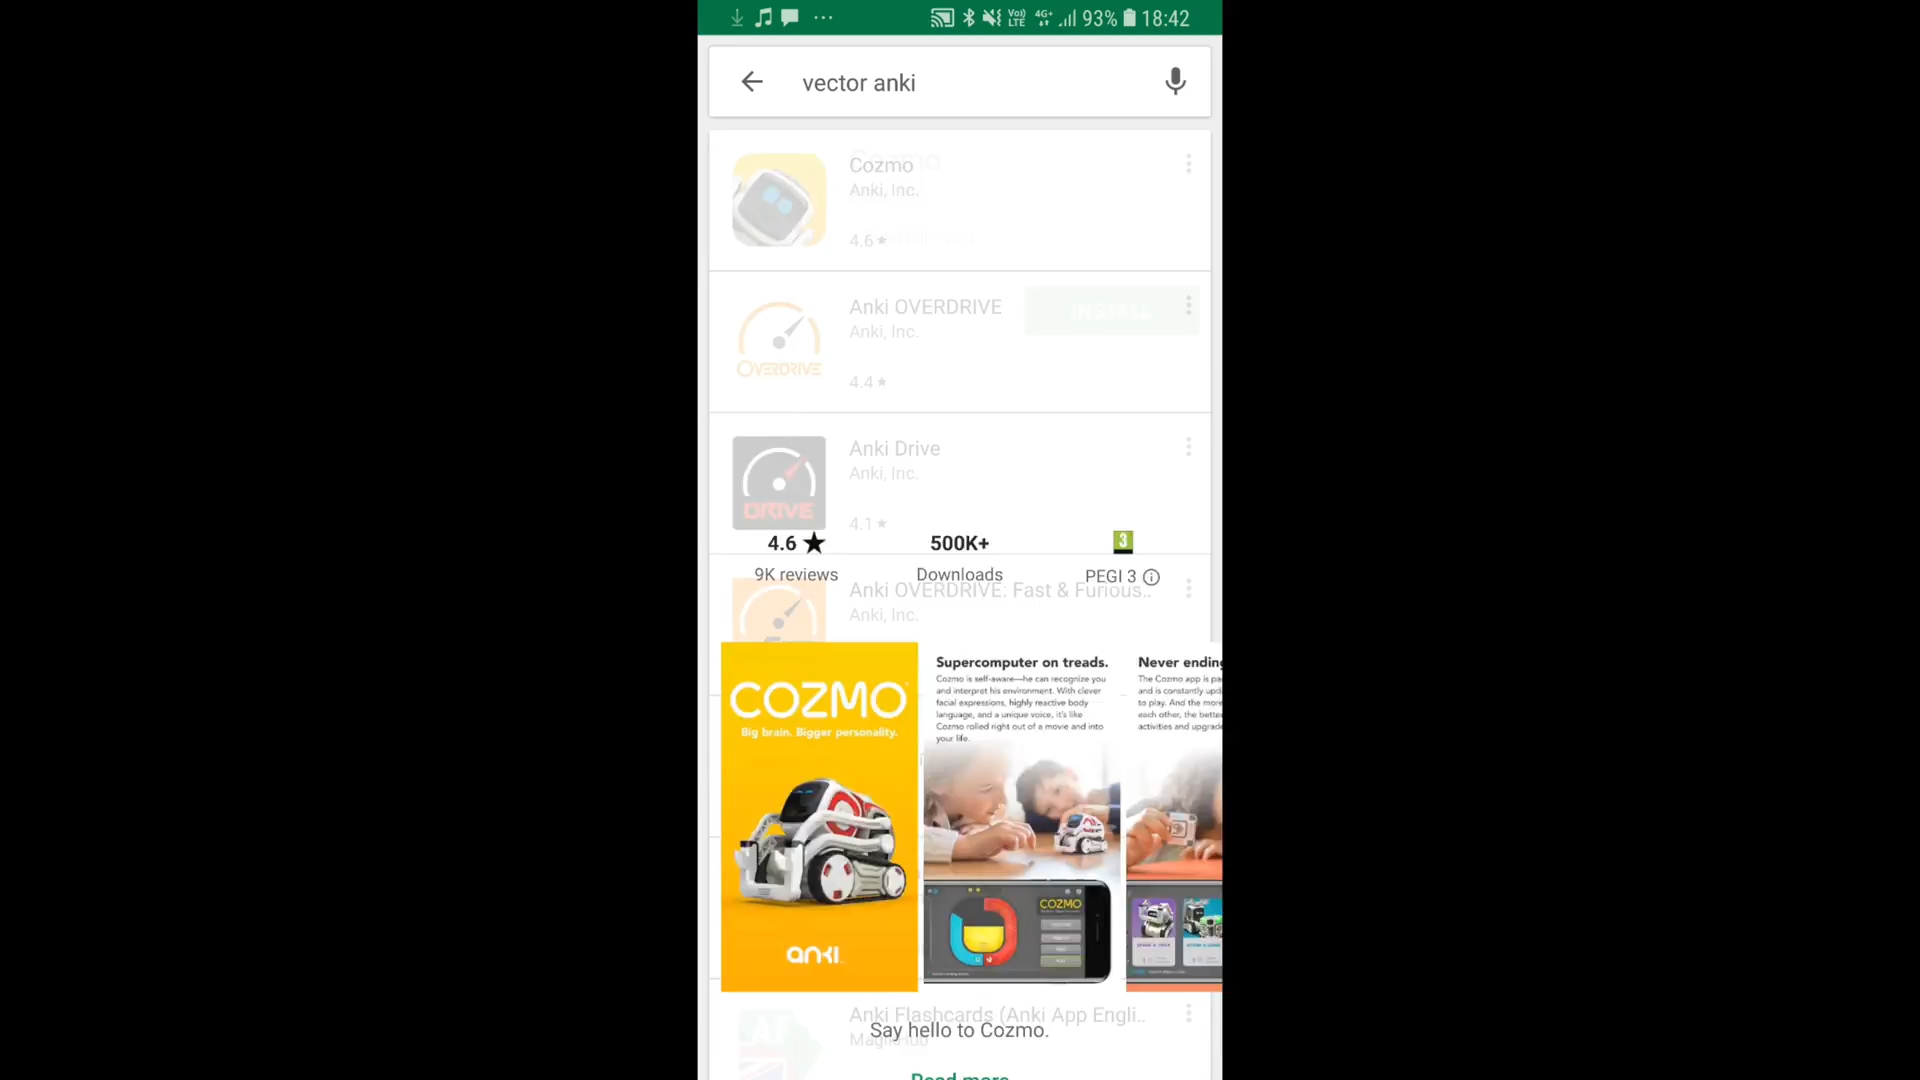 VoLTE 4G+ 93% 18:42
vector anki
Cozmo
Anki, Inc.
4.6★
Anki OVERDRIVE
INSTALL
Anki, Inc.
OVERDRIVE
4.4★
Anki Drive
Anki, Inc.
DRIVE
4.1★
4.6 ★
500K+
3
9K reviews
Downloads
PEGI 3
Anki OVERDRIVE: Fast & Furious..
Anki, Inc.
COZMO
Big brain. Bigger personality.
anki
Supercomputer on treads.
Cozmo is self-aware—he can recognize you
and interpret his environment. With clever
facial expressions, highly reactive body
language, and a unique voice, it's like
Cozmo rolled right out of a movie and into
your life.
COZMO
Never ending
The Cozmo app is pa
and is constantly upd
to play. And the more
each other, the bette
activities and upgrade
Anki Flashcards (Anki App Engli..
Say hello to Cozmo.
Read more